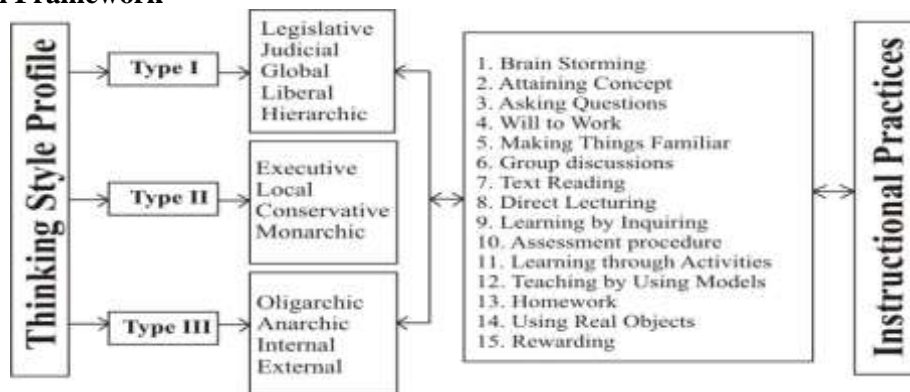 Framework
Thinking Style Profile
Type I
Legislative
Judicial
Global
Liberal
Hierarchic
Type II
Executive
Local
Conservative
Monarchic
Type III
Oligarchic
Anarchic
Internal
External
1. Brain Storming
2. Attaining Concept
3. Asking Questions
4. Will to Work
5. Making Things Familiar
6. Group discussions
7. Text Reading
8. Direct Lecturing
9. Learning by Inquiring
10. Assessment procedure
11. Learning through Activities
12. Teaching by Using Models
13. Homework
14. Using Real Objects
15. Rewarding
Instructional Practices